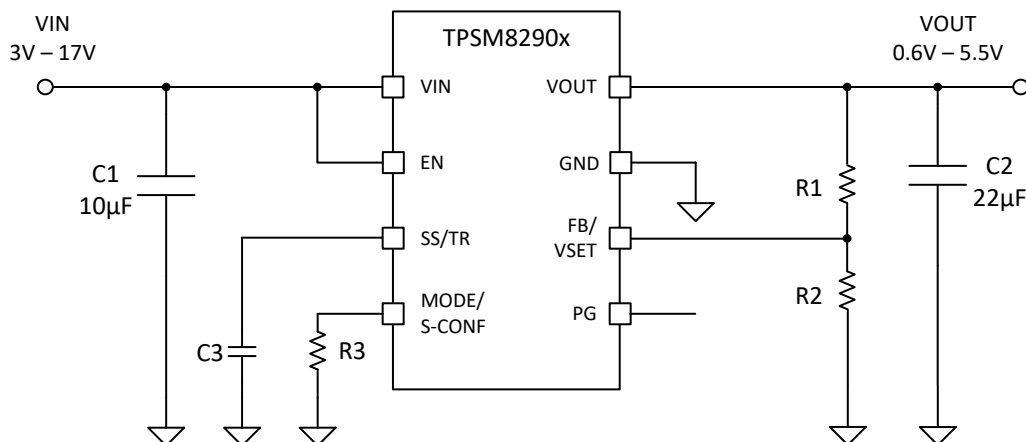 VIN
3V – 17V
TPSM8290x
VOUT
0.6V – 5.5V
VIN
VOUT
EN
GND
C1
10µF
R1
C2
22µF
SS/TR
FB/
VSET
MODE/
S-CONF
R2
PG
C3
R3